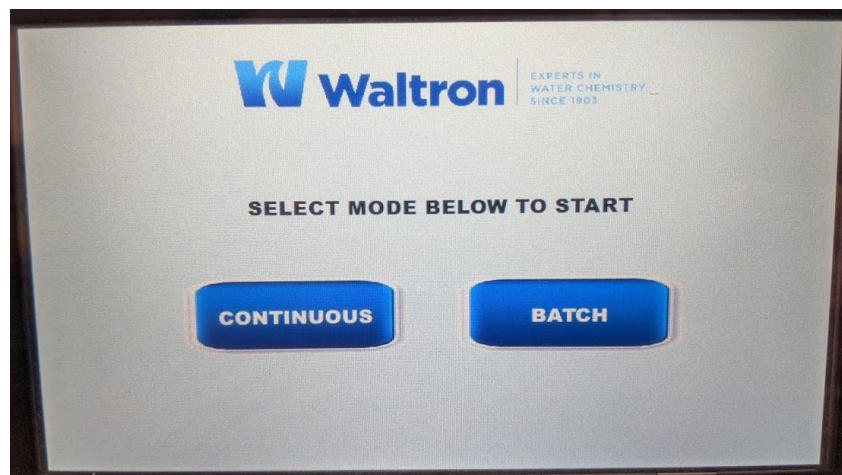 Waltron
EXPERTS IN
WATER CHEMISTRY
SINCE 1903
SELECT MODE BELOW TO START
CONTINUOUS
BATCH